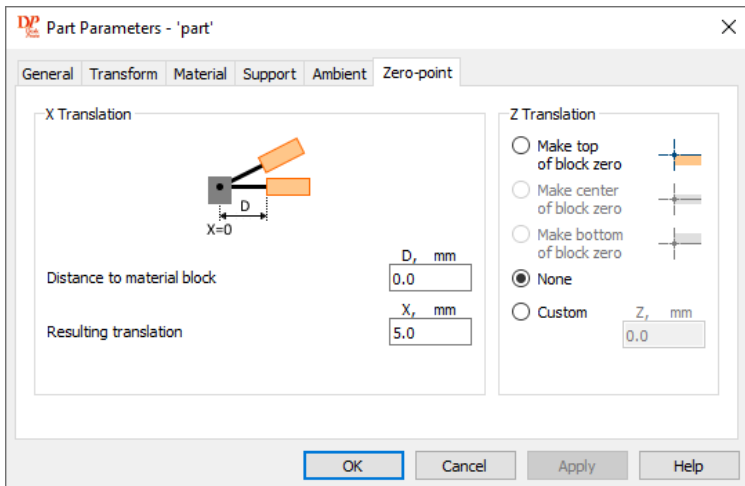 DP
Part Parameters - 'part'
General Transform Material Support Ambient Zero-point
X Translation
D
X=0
D, mm
Distance to material block 0.0
X, mm
Resulting translation 5.0
Z Translation
Make top
of block zero
Make center
of block zero
Make bottom
of block zero
None
Custom Z, mm
0.0
OK Cancel Apply Help